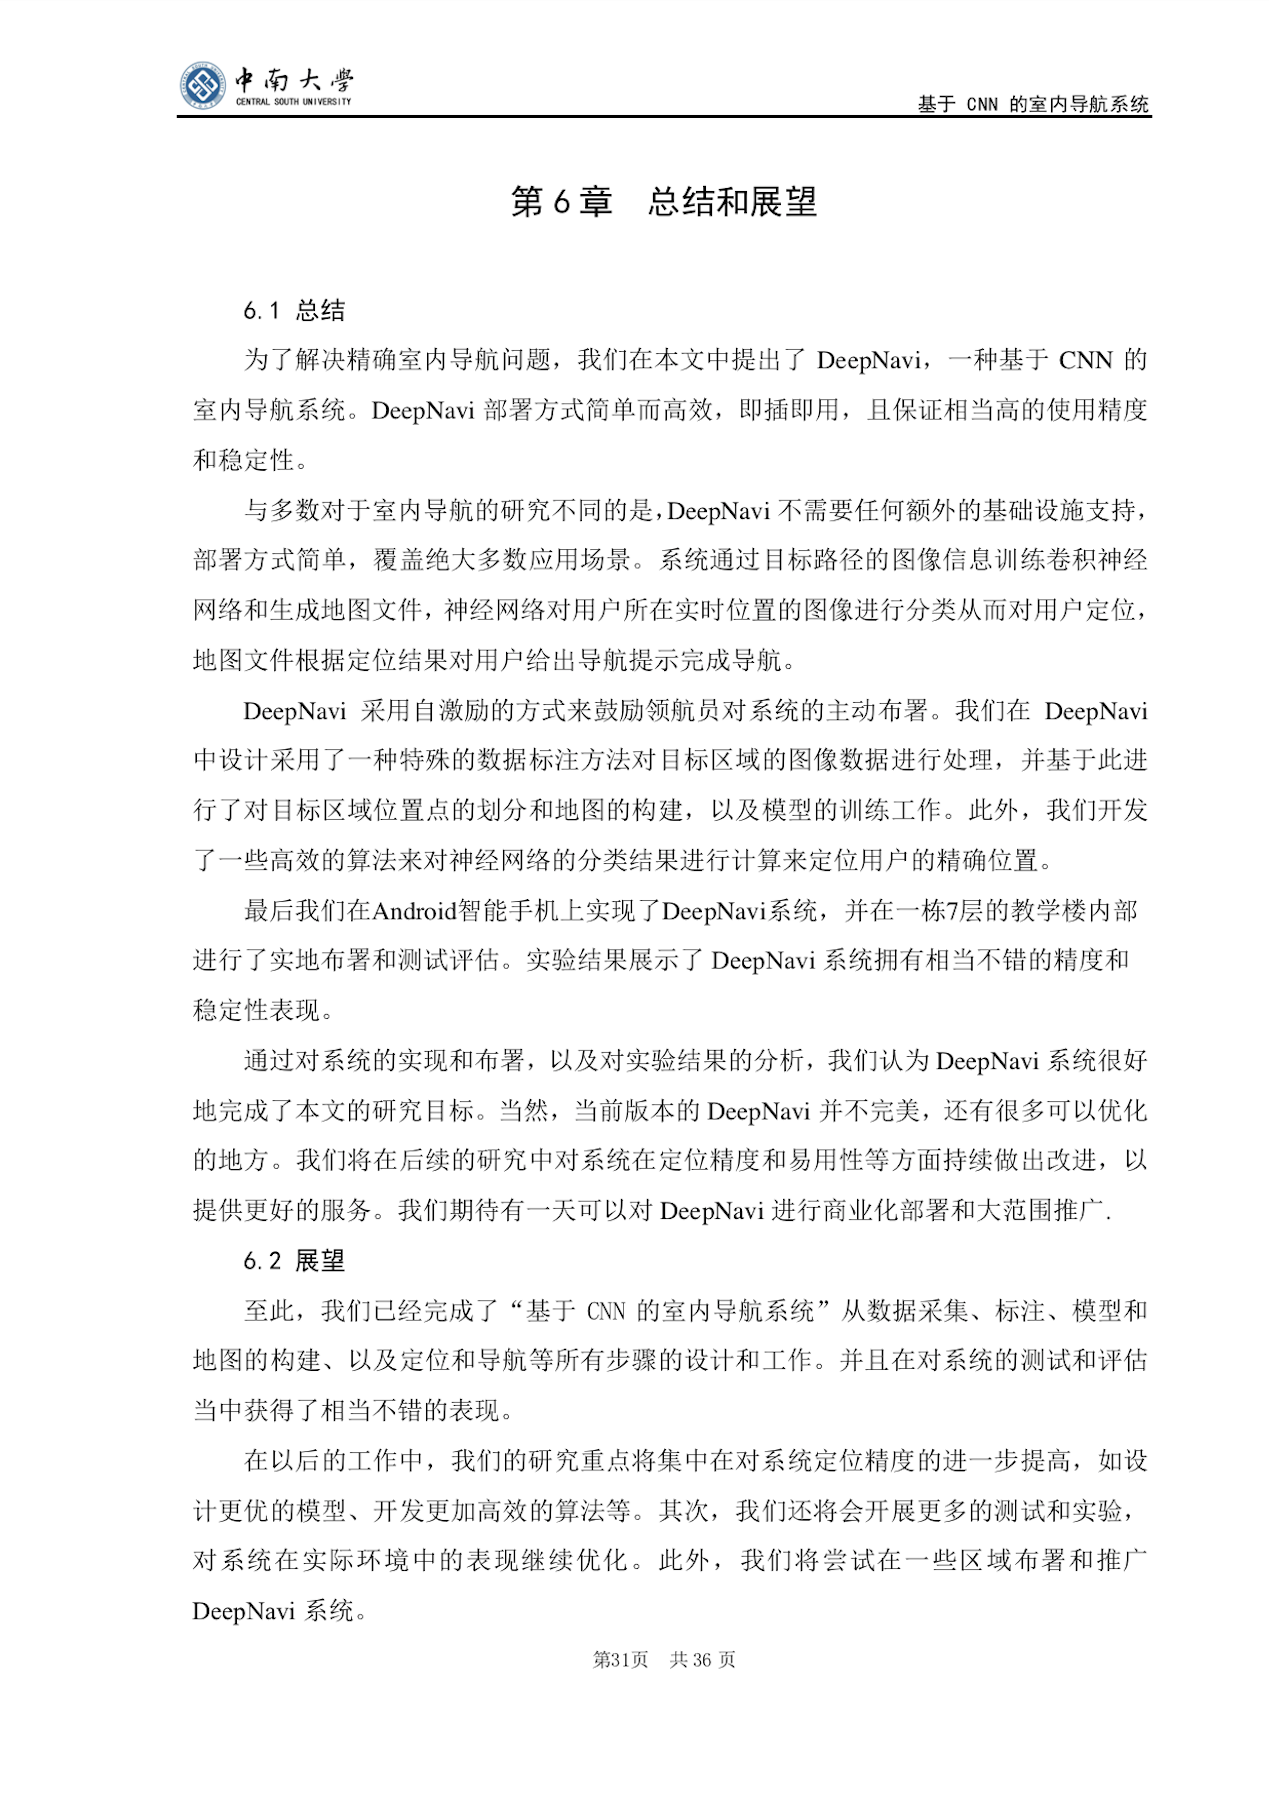 中南大学
CENTRAL SOUTH UNIVERSITY
基于 CNN 的室内导航系统
第 6 章 总结和展望
6.1 总结
为了解决精确室内导航问题，我们在本文中提出了 DeepNavi，一种基于 CNN 的
室内导航系统。DeepNavi 部署方式简单而高效，即插即用，且保证相当高的使用精度
和稳定性。
与多数对于室内导航的研究不同的是，DeepNavi 不需要任何额外的基础设施支持，
部署方式简单，覆盖绝大多数应用场景。系统通过目标路径的图像信息训练卷积神经
网络和生成地图文件，神经网络对用户所在实时位置的图像进行分类从而对用户定位，
地图文件根据定位结果对用户给出导航提示完成导航。
DeepNavi 采用自激励的方式来鼓励领航员对系统的主动布署。我们在 DeepNavi
中设计采用了一种特殊的数据标注方法对目标区域的图像数据进行处理，并基于此进
行了对目标区域位置点的划分和地图的构建，以及模型的训练工作。此外，我们开发
了一些高效的算法来对神经网络的分类结果进行计算来定位用户的精确位置。
最后我们在Android智能手机上实现了DeepNavi系统，并在一栋7层的教学楼内部
进行了实地布署和测试评估。实验结果展示了 DeepNavi 系统拥有相当不错的精度和
稳定性表现。
通过对系统的实现和布署，以及对实验结果的分析，我们认为 DeepNavi 系统很好
地完成了本文的研究目标。当然，当前版本的 DeepNavi 并不完美，还有很多可以优化
的地方。我们将在后续的研究中对系统在定位精度和易用性等方面持续做出改进，以
提供更好的服务。我们期待有一天可以对 DeepNavi 进行商业化部署和大范围推广.
6.2 展望
至此，我们已经完成了“基于 CNN 的室内导航系统”从数据采集、标注、模型和
地图的构建、以及定位和导航等所有步骤的设计和工作。并且在对系统的测试和评估
当中获得了相当不错的表现。
在以后的工作中，我们的研究重点将集中在对系统定位精度的进一步提高，如设
计更优的模型、开发更加高效的算法等。其次，我们还将会开展更多的测试和实验，
对系统在实际环境中的表现继续优化。此外，我们将尝试在一些区域布署和推广
DeepNavi 系统。
第31页 共 36 页